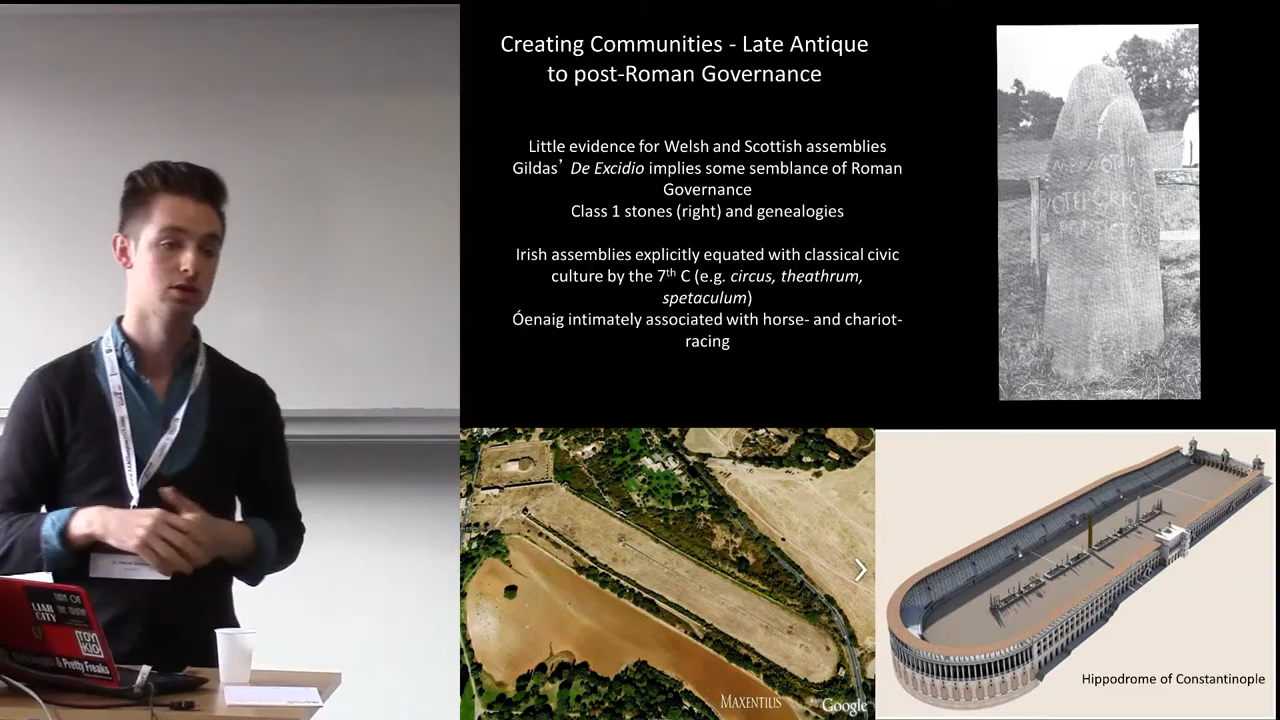 Creating Communities - Late Antique
to post-Roman Governance
Little evidence for Welsh and Scottish assemblies
Gildas’ De Excidio implies some semblance of Roman
Governance
Class 1 stones (right) and genealogies
Irish assemblies explicitly equated with classical civic
culture by the 7th C (e.g. circus, theathrum,
spetaculum)
Óenaig intimately associated with horse- and chariot-
racing
MAXENTIUS
Google
Hippodrome of Constantinople
LIAR
CITY
TOY
& Pretty Freaks